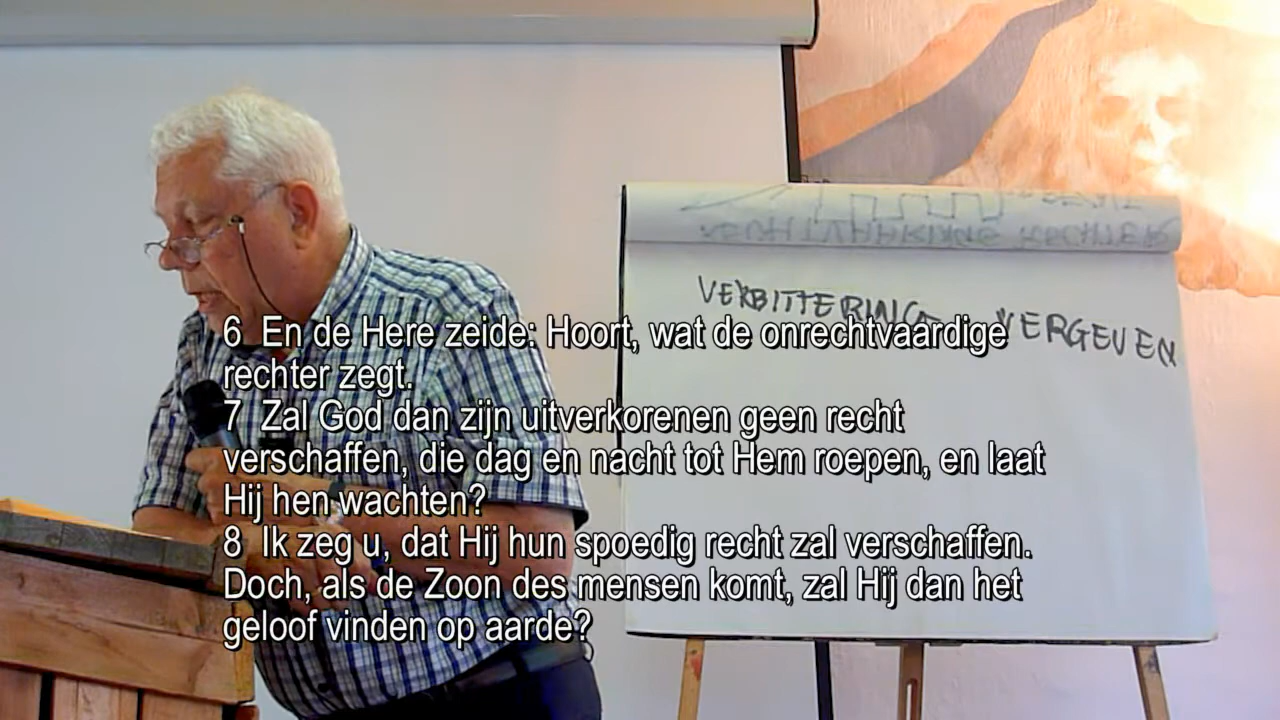 RECHTVAARDIGE RECHTER
VERBITTERING VERGEVEN
6 En de Here zeide: Hoort, wat de onrechtvaardige
rechter zegt.
7 Zal God dan zijn uitverkorenen geen recht
verschaffen, die dag en nacht tot Hem roepen, en laat
Hij hen wachten?
8 Ik zeg u, dat Hij hun spoedig recht zal verschaffen.
Doch, als de Zoon des mensen komt, zal Hij dan het
geloof vinden op aarde?